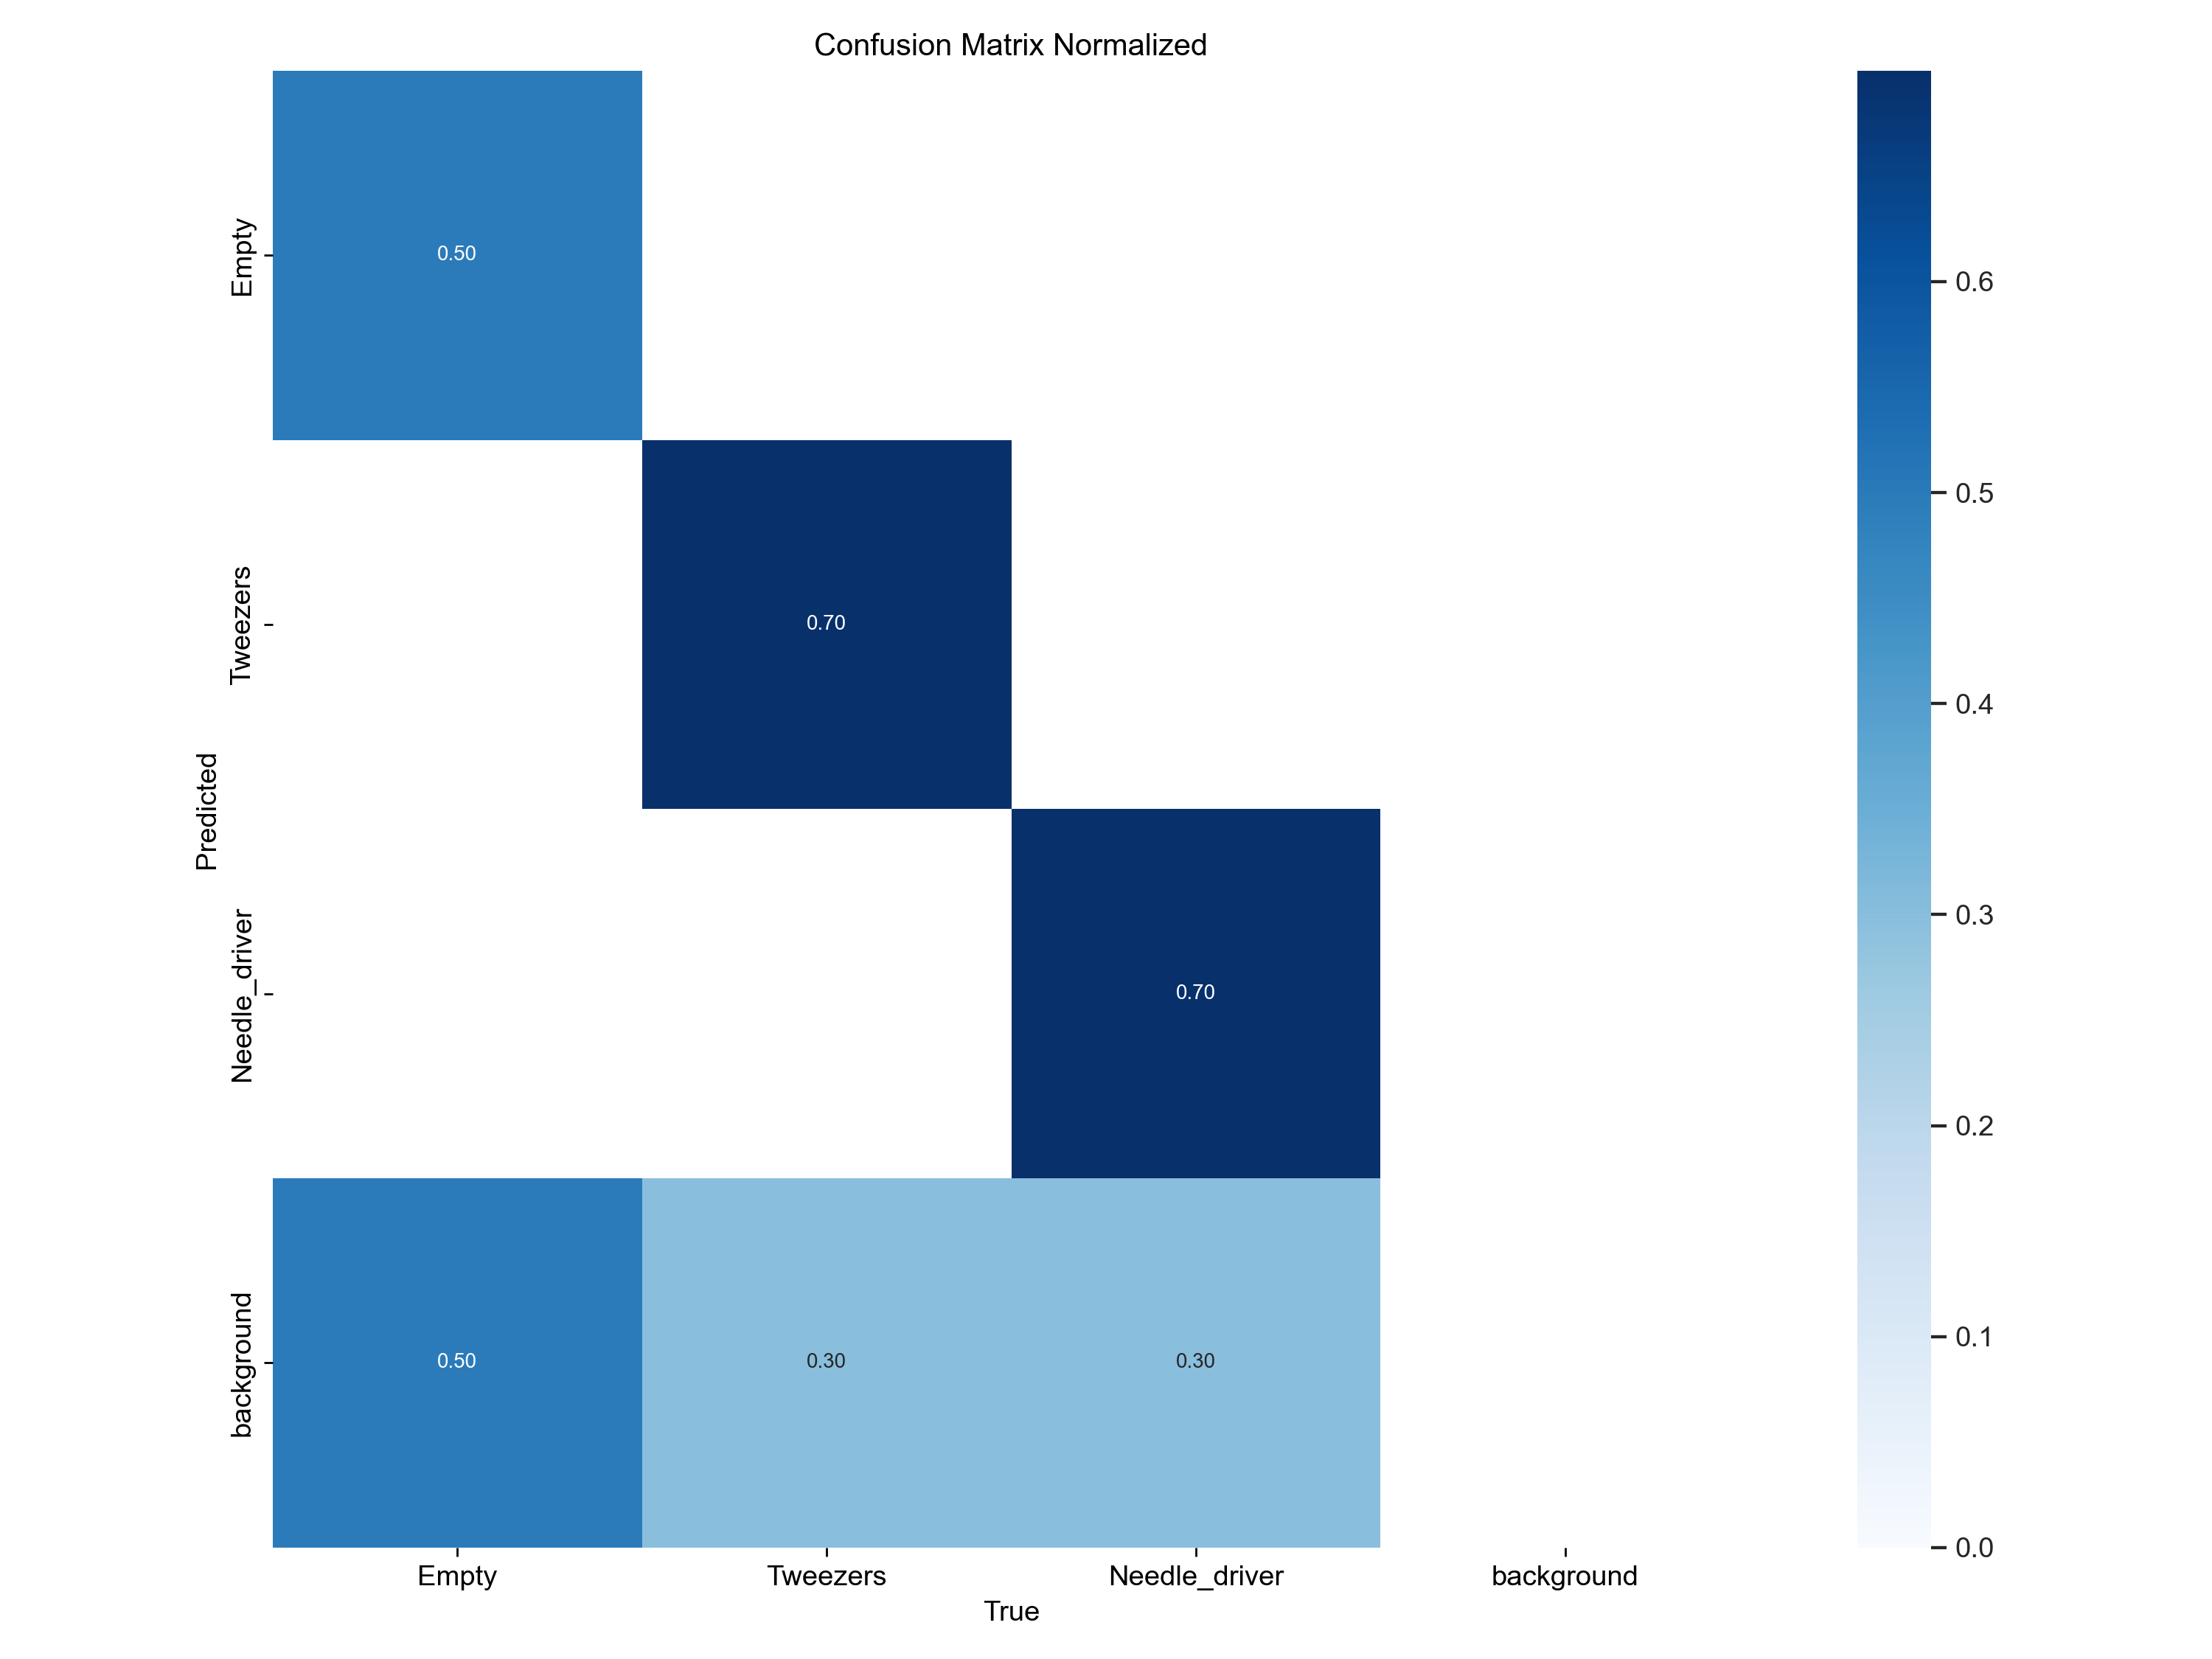 Confusion Matrix Normalized
Empty
Tweezers
Needle_driver
background
Predicted
0.50
0.70
0.70
0.50 0.30 0.30
Empty Tweezers Needle_driver background
True
0.6
0.5
0.4
0.3
0.2
0.1
0.0